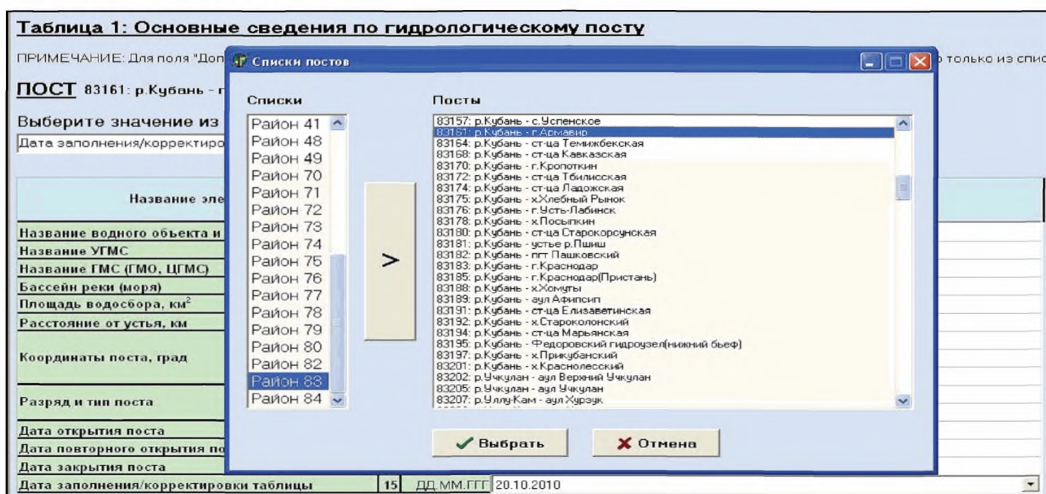 Таблица 1: Основные сведения по гидрологическому посту
ПРИМЕЧАНИЕ: Для поля "Доп
о только из спис
ПОСТ 83161: р.Кубань - г
Выберите значение из
Дата заполнения/корректиро
Название эле
Название водного объекта и
Название УГМС
Название ГМС (ГМО, ЦГМС)
Бассейн реки (моря)
Площадь водосбора, км2
Расстояние от устья, км
Координаты поста, град
Разряд и тип поста
Дата открытия поста
Дата повторного открытия по
Дата закрытия поста
Дата заполнения/корректировки таблицы 15 ДД.ММ.ГГГ 20.10.2010
Списки постов
Списки
Район 41
Район 48
Район 49
Район 70
Район 71
Район 72
Район 73
Район 74
Район 75
Район 76
Район 77
Район 78
Район 79
Район 80
Район 82
Район 83
Район 84
>
Посты
83157: р.Кубань - с.Успенское
83161: р.Кубань - г.Армавир
83164: р.Кубань - ст-ца Темижбекская
83168: р.Кубань - ст-ца Кавказская
83170: р.Кубань - г.Кропоткин
83172: р.Кубань - ст-ца Тбилисская
83174: р.Кубань - ст-ца Ладожская
83175: р.Кубань - х.Хлебный Рынок
83176: р.Кубань - г.Усть-Лабинск
83178: р.Кубань - х.Посыпкин
83180: р.Кубань - ст-ца Старокорсунская
83181: р.Кубань - устье р.Пшиш
83182: р.Кубань - пгт Пашковский
83183: р.Кубань - г.Краснодар
83185: р.Кубань - г.Краснодар(Пристань)
83188: р.Кубань - х.Хомуты
83189: р.Кубань - аул Афипсип
83191: р.Кубань - ст-ца Елизаветинская
83192: р.Кубань - х.Староколонский
83194: р.Кубань - ст-ца Марьянская
83195: р.Кубань - Федоровский гидроузел(нижний бьеф)
83197: р.Кубань - х.Прикубанский
83201: р.Кубань - х.Краснолесский
83202: р.Учкулан - аул Верхний Учкулан
83205: р.Учкулан - аул Учкулан
83207: р.Уллу-Кам - аул Хурзук
Выбрать
Отмена